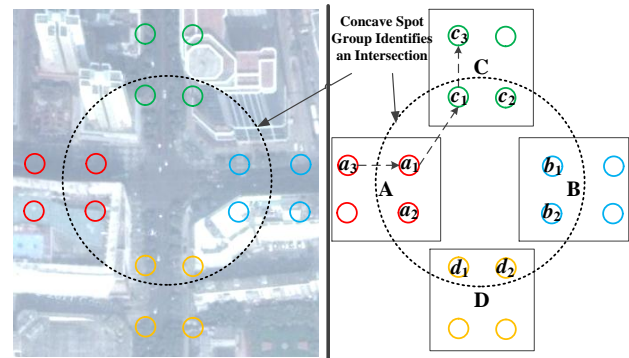 Concave Spot
Group Identifies
an Intersection
c3
C
c1 c2
a3 a1
A
a2
b1
B
b2
d1 d2
D